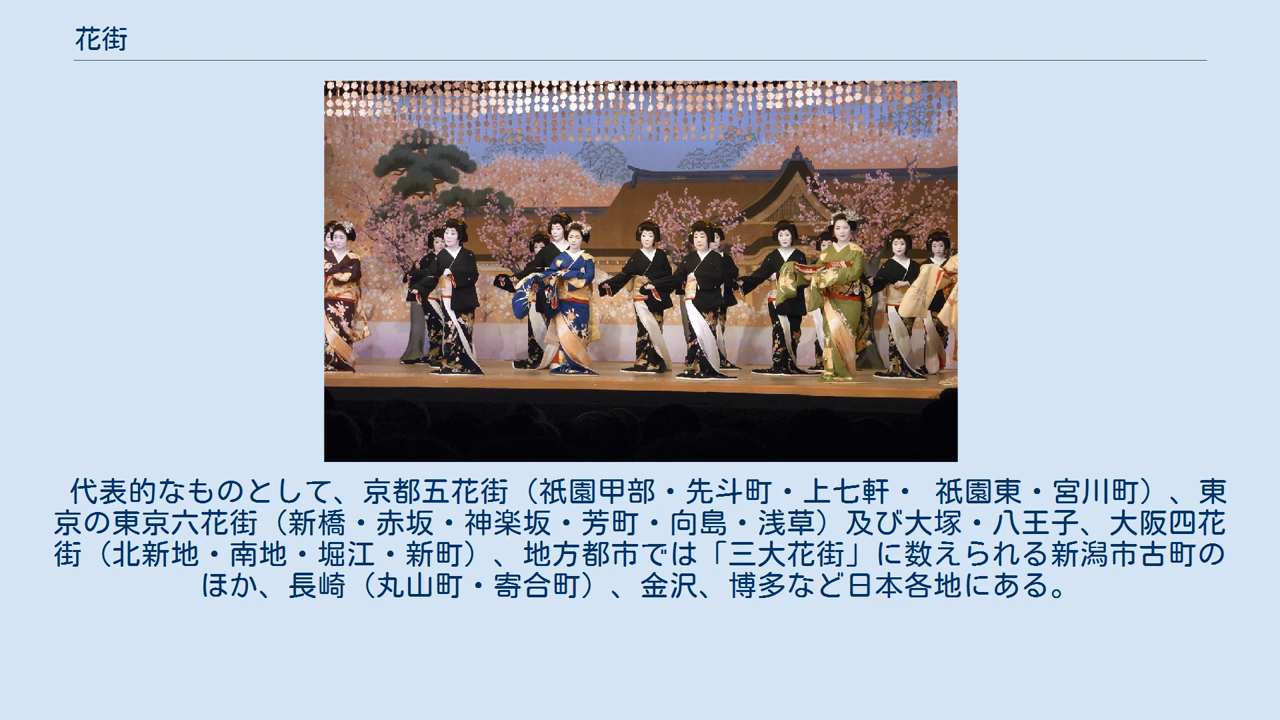 花街
代表的なものとして、京都五花街（祇園甲部・先斗町・上七軒・ 祇園東・宮川町）、東
京の東京六花街（新橋・赤坂・神楽坂・芳町・向島・浅草）及び大塚・八王子、大阪四花
街（北新地・南地・堀江・新町）、地方都市では「三大花街」に数えられる新潟市古町の
ほか、長崎（丸山町・寄合町）、金沢、博多など日本各地にある。